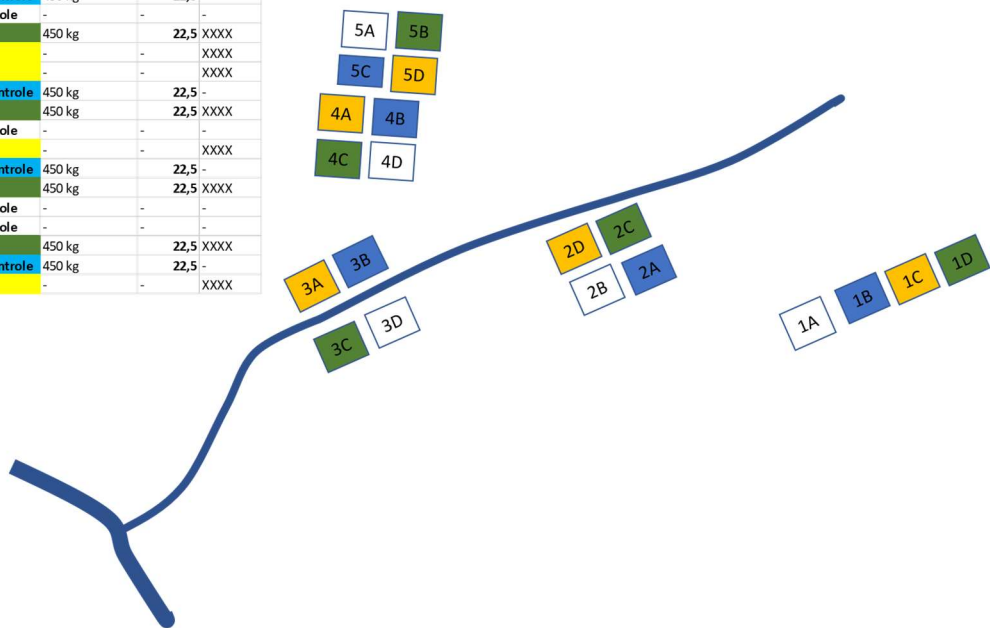 ole - - -
450 kg 22,5 XXXX
- - XXXX
- - XXXX
ntrole 450 kg 22,5 -
450 kg 22,5 XXXX
ole - - -
- - XXXX
ntrole 450 kg 22,5 -
450 kg 22,5 XXXX
ole - - -
ole - - -
450 kg 22,5 XXXX
ntrole 450 kg 22,5 -
- - XXXX
5A 5B
5C 5D
4A 4B
4C 4D
3A 3B
3C 3D
2D 2C
2B 2A
1A 1B 1C 1D